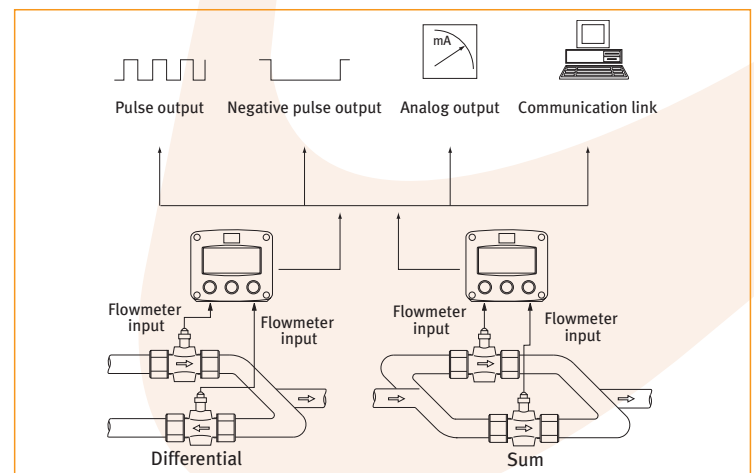 mA
Pulse output
Negative pulse output
Analog output
Communication link
Flowmeter
input
Flowmeter
input
Flowmeter
input
Flowmeter
input
Differential
Sum